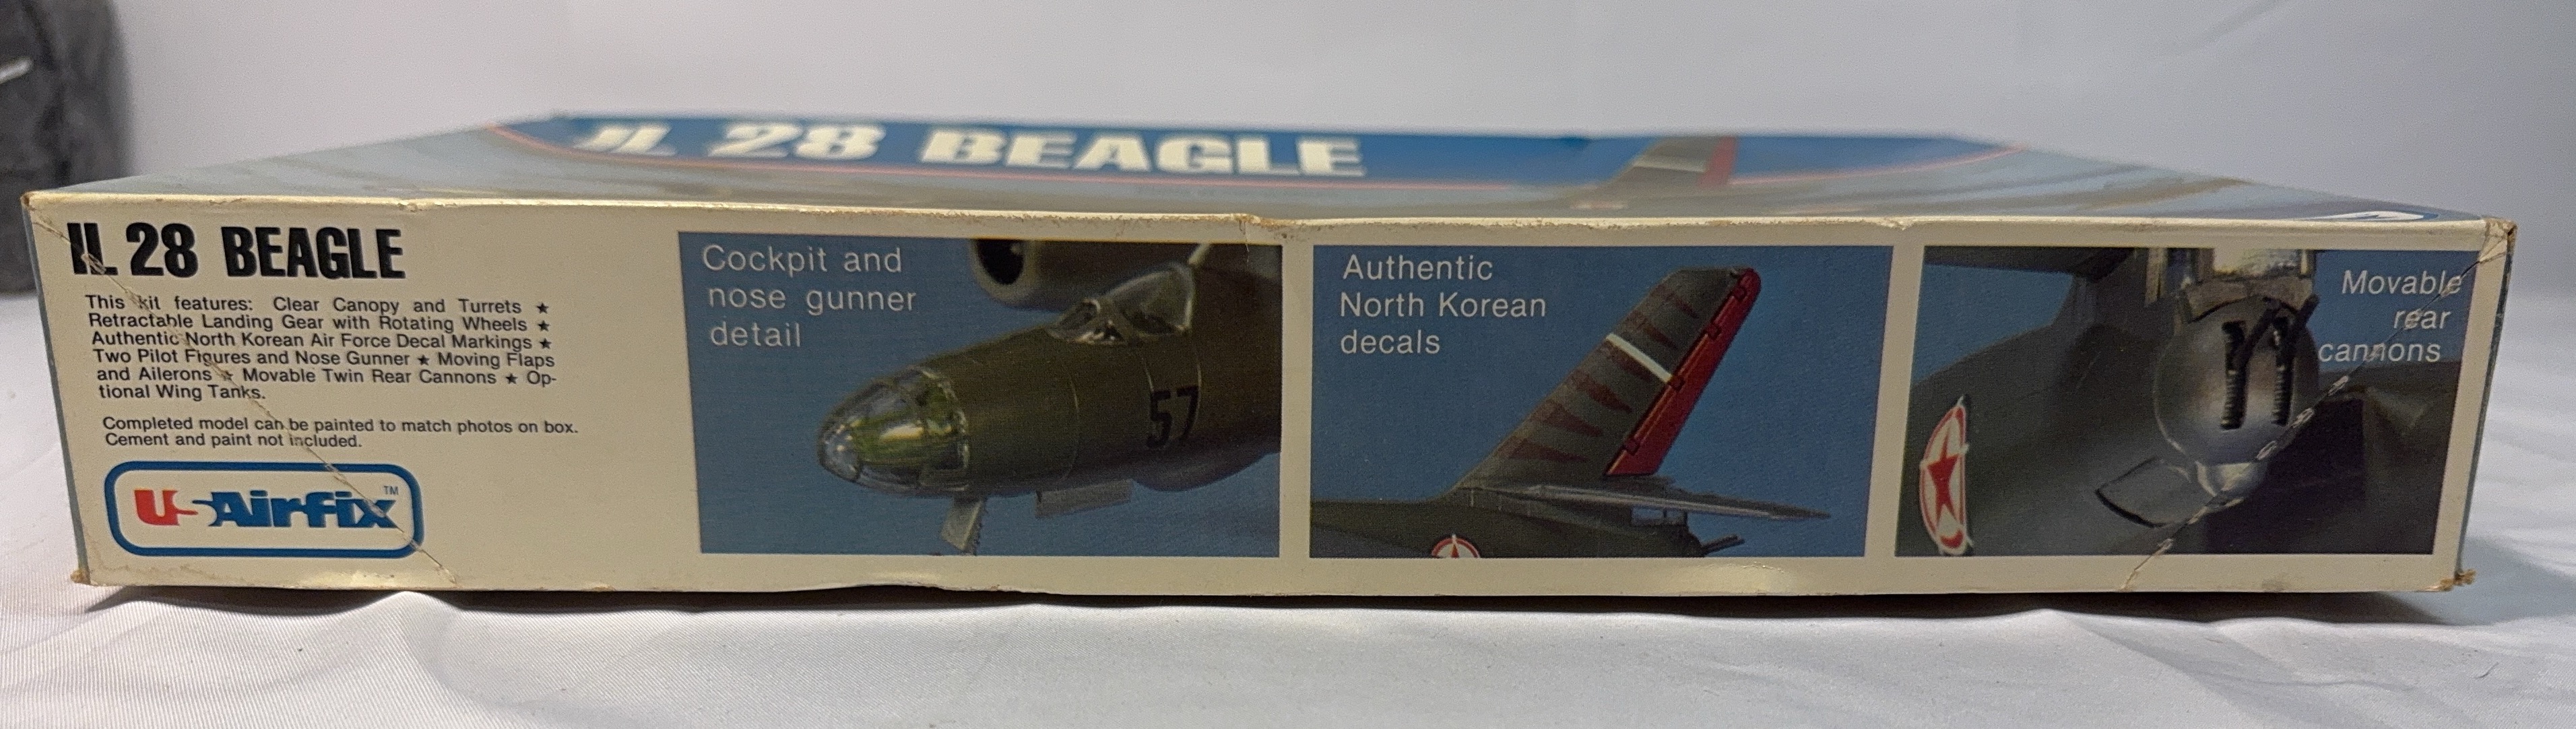 IL 28 BEAGLE
IL 28 BEAGLE
This kit features: Clear Canopy and Turrets ★
Retractable Landing Gear with Rotating Wheels ★
Authentic North Korean Air Force Decal Markings ★
Two Pilot Figures and Nose Gunner ★ Moving Flaps
and Ailerons ★ Movable Twin Rear Cannons ★ Op-
tional Wing Tanks.
Completed model can be painted to match photos on box.
Cement and paint not included.
USAirfix TM
Cockpit and
nose gunner
detail
57
Authentic
North Korean
decals
Movable
rear
cannons